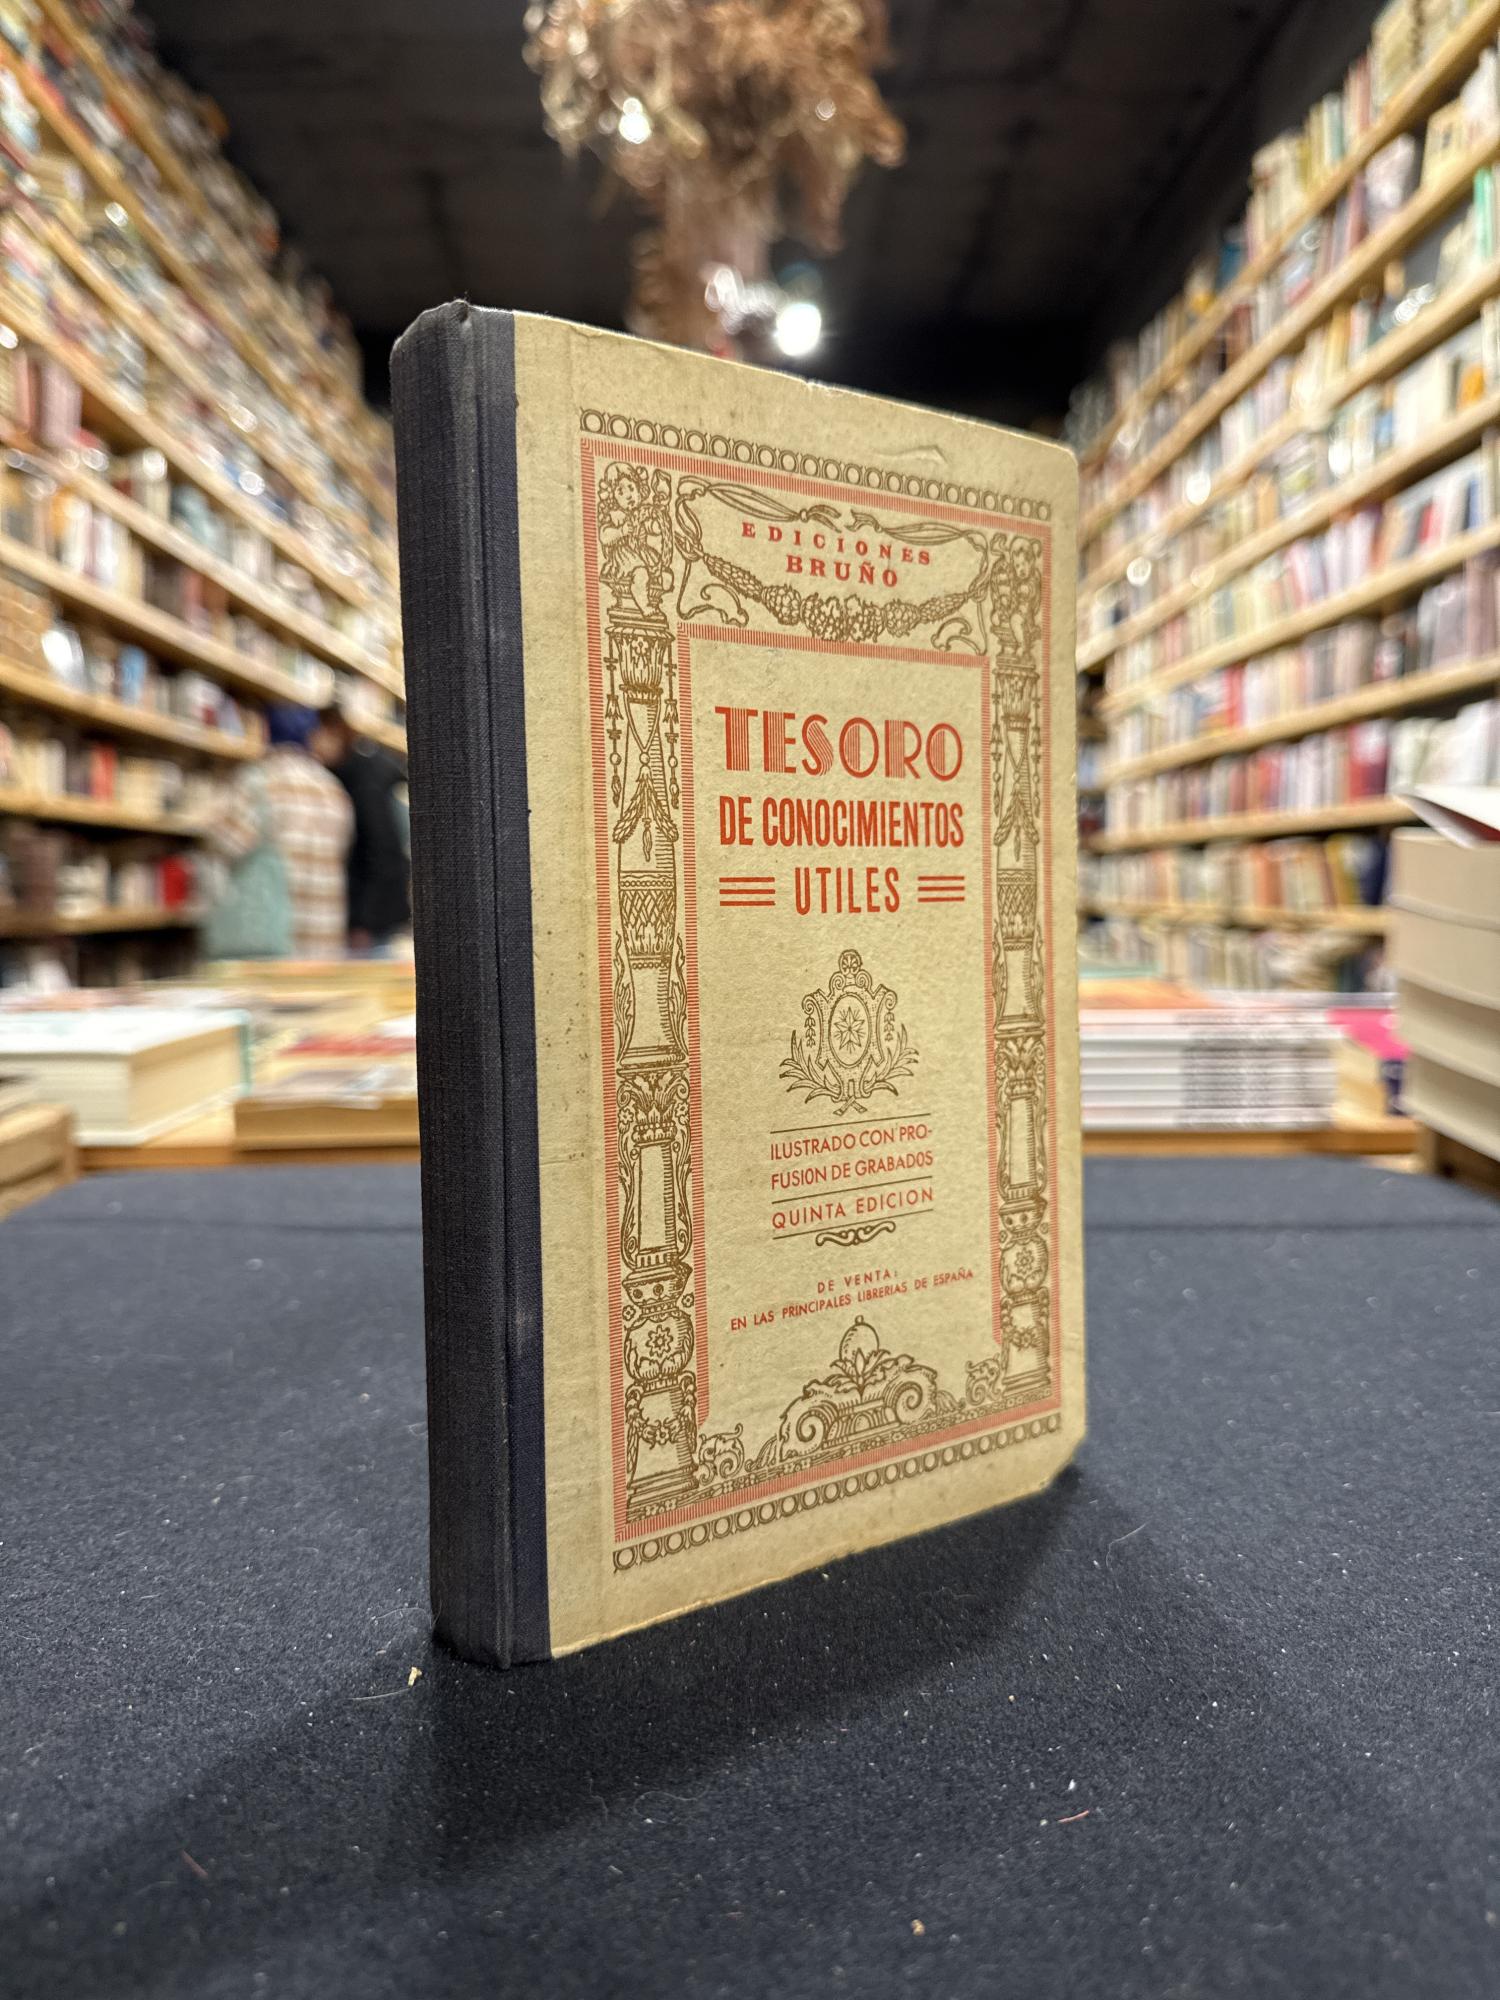 EDICIONES
BRUÑO
TESORO
DE CONOCIMIENTOS
UTILES
ILUSTRADO CON PRO-
FUSION DE GRABADOS
QUINTA EDICION
DE VENTA:
EN LAS PRINCIPALES LIBRERIAS DE ESPAÑA